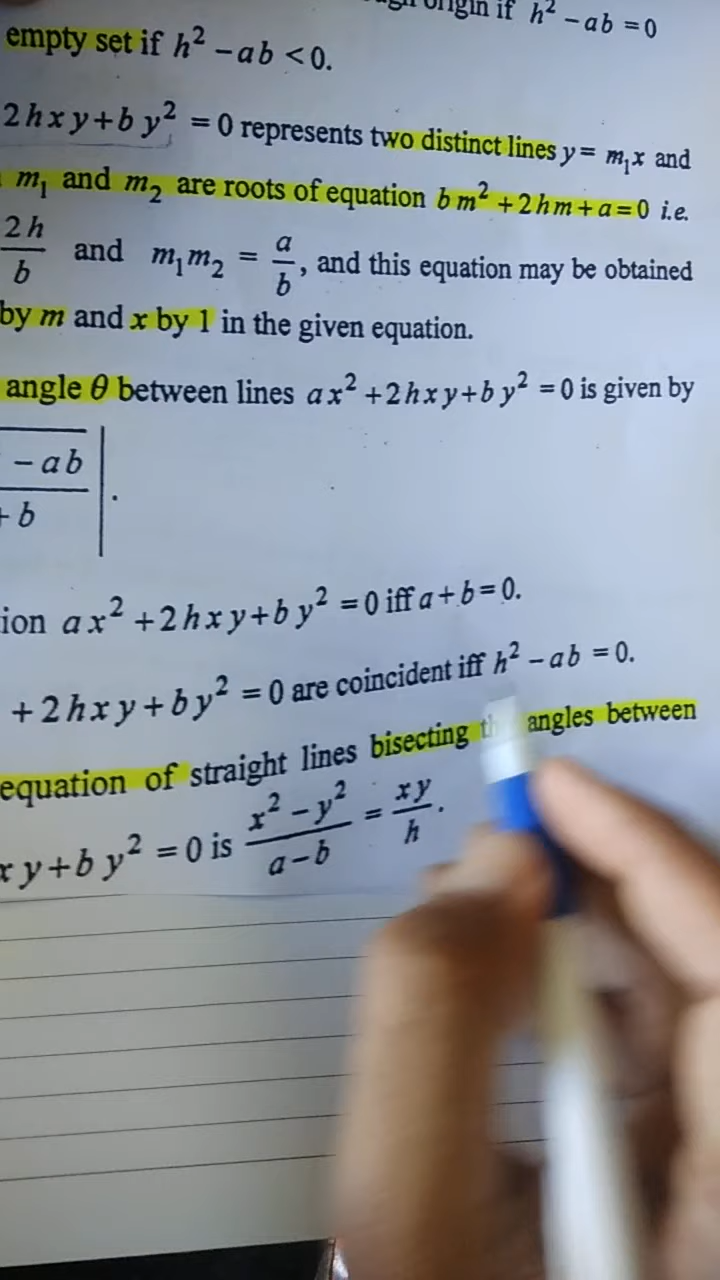 origin if h² – ab = 0
empty set if h² – ab < 0.
2hxy + by² = 0 represents two distinct lines y = m₁x and
m₁ and m₂ are roots of equation bm² + 2hm + a = 0 i.e.
2h/b and m₁m₂ = a/b, and this equation may be obtained
by m and x by 1 in the given equation.
angle θ between lines ax² + 2hxy + by² = 0 is given by
– ab
+ b
|.
ax² + 2hxy + by² = 0 iff a + b = 0.
+ 2hxy + by² = 0 are coincident iff h² – ab = 0.
equation of straight lines bisecting angles between
xy + by² = 0 is (x² – y²)/(a – b) = xy/h.